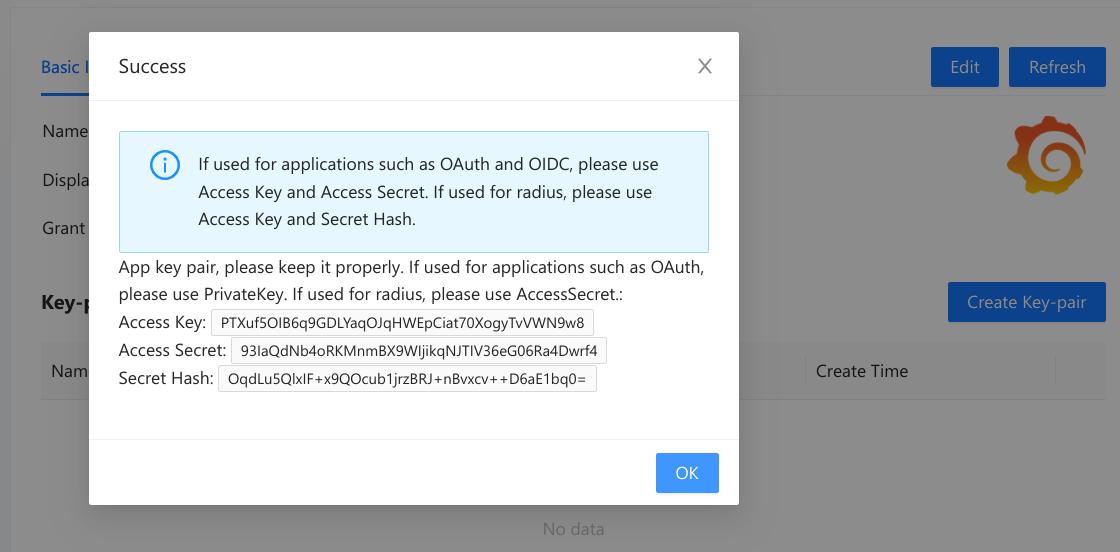 Success
Basic I
Edit
Refresh
If used for applications such as OAuth and OIDC, please use
Access Key and Access Secret. If used for radius, please use
Access Key and Secret Hash.
Name
Displa
Grant
App key pair, please keep it properly. If used for applications such as OAuth,
please use PrivateKey. If used for radius, please use AccessSecret.:
Key-p
Create Key-pair
Access Key: PTXuf5OIB6q9GDLYaqOJqHWEpCiat70XogyTvVWN9w8
Access Secret: 93IaQdNb4oRKMnmBX9WIjikqNJTIV36eG06Ra4Dwrf4
Secret Hash: OqdLu5QlxIF+x9QOcub1jrzBRJ+nBvxcv++D6aE1bq0=
Nam
Create Time
OK
No data